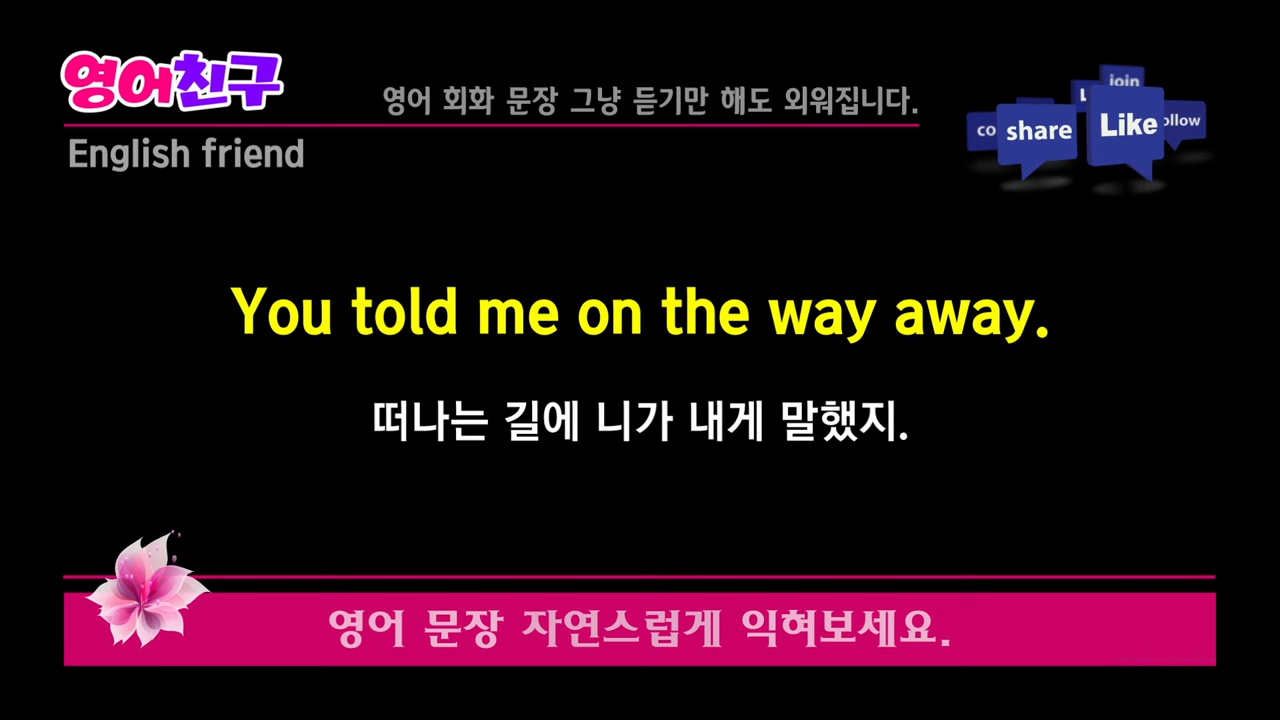 영어친구
영어 회화 문장 그냥 듣기만 해도 외워집니다.
English friend
join
share
Like
You told me on the way away.
떠나는 길에 니가 내게 말했지.
영어 문장 자연스럽게 익혀보세요.